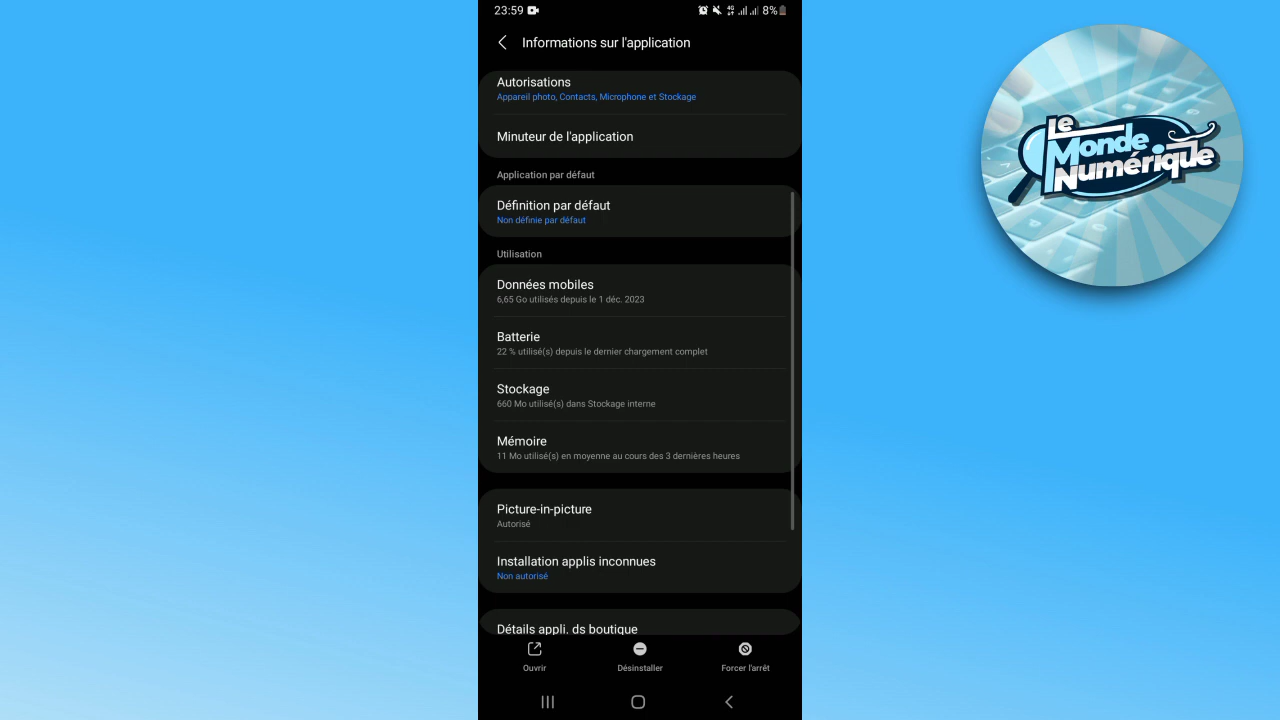 23:59
4G
8%
Informations sur l'application
Autorisations
Appareil photo, Contacts, Microphone et Stockage
Minuteur de l'application
Application par défaut
Définition par défaut
Non définie par défaut
Utilisation
Données mobiles
6,65 Go utilisés depuis le 1 déc. 2023
Batterie
22 % utilisé(s) depuis le dernier chargement complet
Stockage
660 Mo utilisé(s) dans Stockage interne
Mémoire
11 Mo utilisé(s) en moyenne au cours des 3 dernières heures
Picture-in-picture
Autorisé
Installation applis inconnues
Non autorisé
Détails appli. ds boutique
Ouvrir
Désinstaller
Forcer l'arrêt
Le
Monde
Numérique